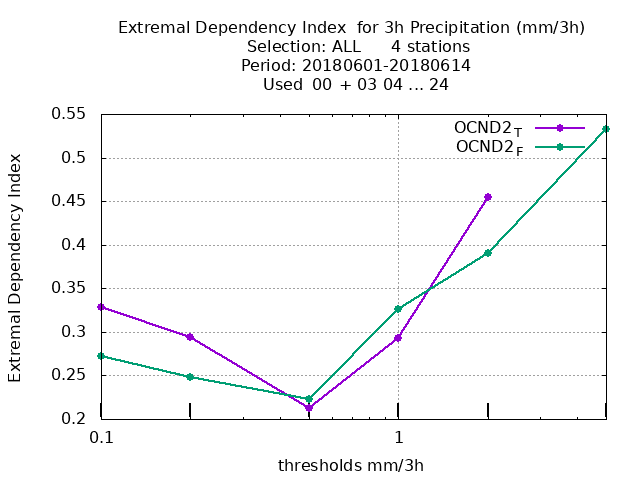 Extremal Dependency Index  for 3h Precipitation (mm/3h)
Selection: ALL      4 stations
Period: 20180601-20180614
Used  00 + 03 04 ... 24
OCND2T
OCND2F
Extremal Dependency Index
0.55
0.5
0.45
0.4
0.35
0.3
0.25
0.2
0.1 1
thresholds mm/3h